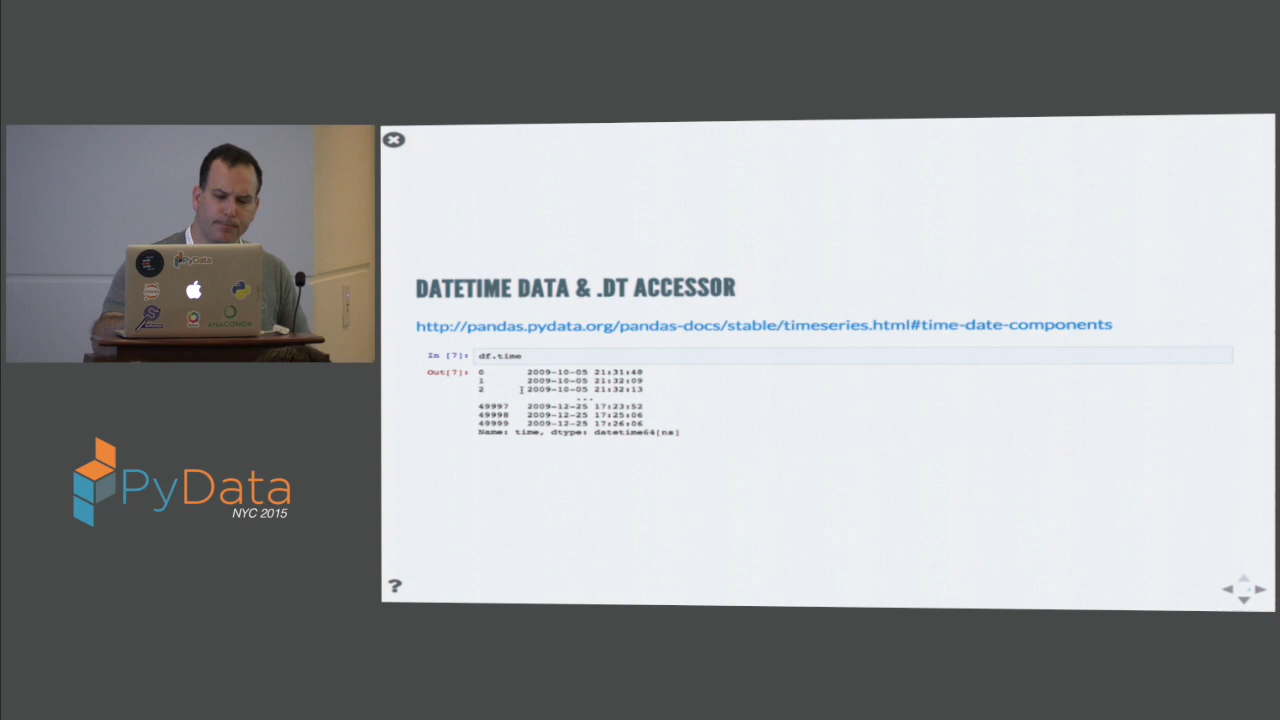 DATETIME DATA & .DT ACCESSOR
http://pandas.pydata.org/pandas-docs/stable/timeseries.html#time-date-components
In [7]: df.time
Out[7]: 0 2009-10-05 21:31:48
1 2009-10-05 21:32:09
2 2009-10-05 21:32:13
...
49997 2009-12-25 17:23:52
49998 2009-12-25 17:25:06
49999 2009-12-25 17:26:06
Name: time, dtype: datetime64[ns]
?
PyData
ANACONDA
PyData
NYC 2015